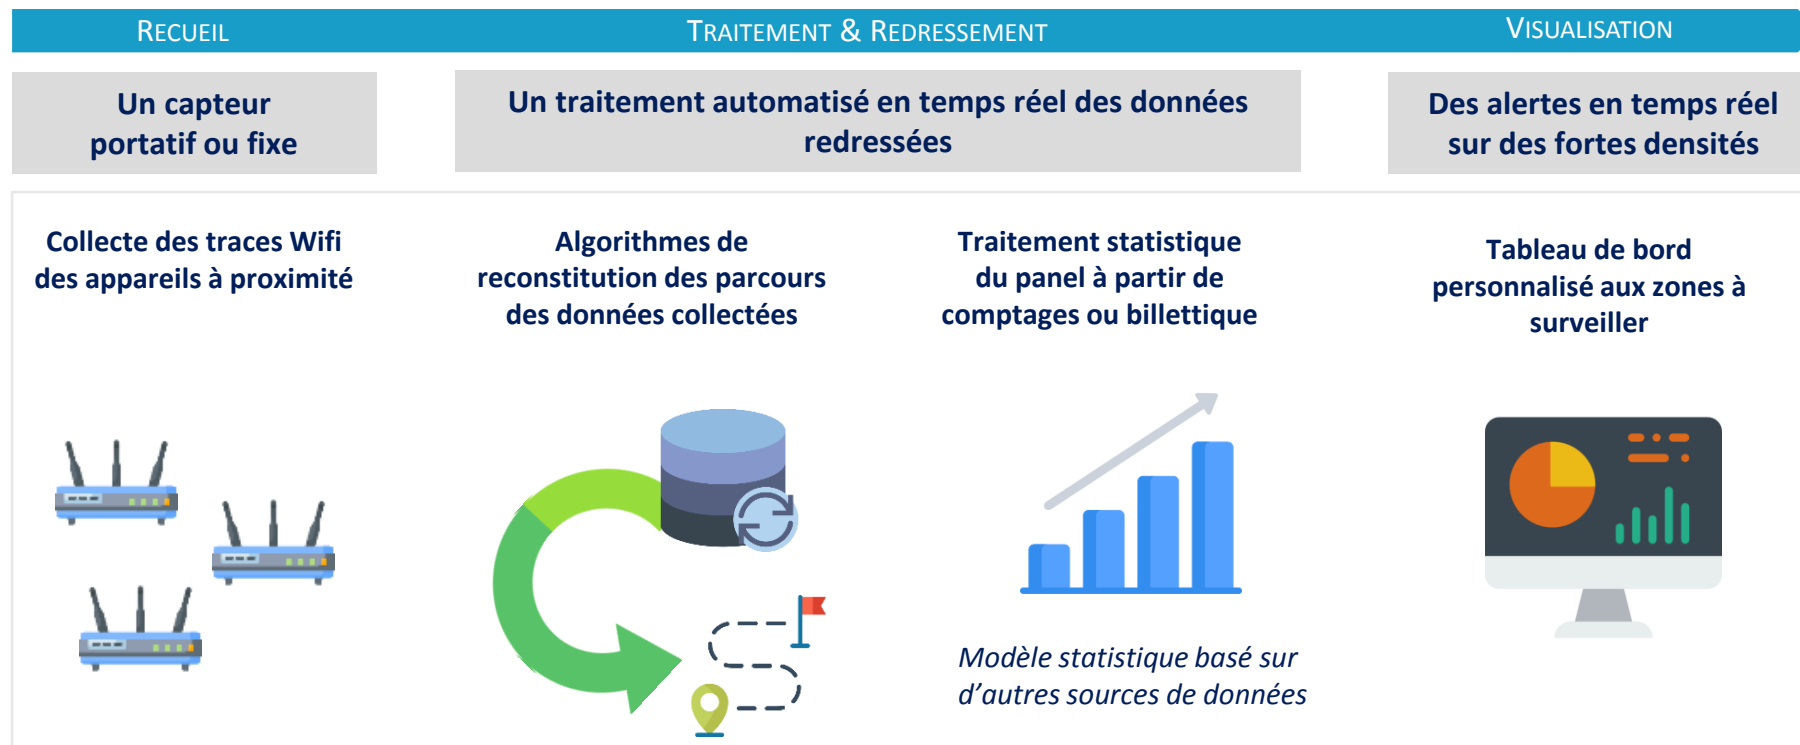 RECUEIL
TRAITEMENT & REDRESSEMENT
VISUALISATION
Un capteur
portatif ou fixe
Un traitement automatisé en temps réel des données
redressées
Des alertes en temps réel
sur des fortes densités
Collecte des traces Wifi
des appareils à proximité
Algorithmes de
reconstitution des parcours
des données collectées
Traitement statistique
du panel à partir de
comptages ou billettique
Tableau de bord
personnalisé aux zones à
surveiller
Modèle statistique basé sur
d’autres sources de données